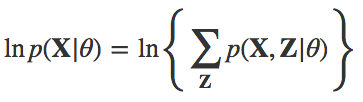 ln p(𝐗|θ) = ln { ∑_𝐙 p(𝐗, 𝐙|θ) }